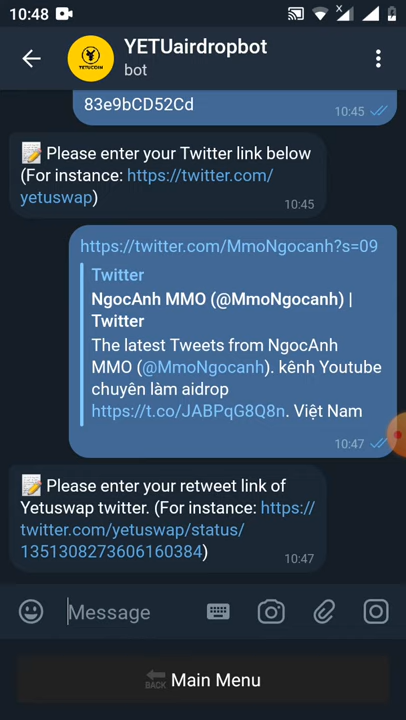 10:48
YETUairdropbot
bot
YETUCOIN
83e9bCD52Cd
10:45
Please enter your Twitter link below
(For instance: https://twitter.com/
yetuswap)
10:45
https://twitter.com/MmoNgocanh?s=09
Twitter
NgocAnh MMO (@MmoNgocanh) |
Twitter
The latest Tweets from NgocAnh
MMO (@MmoNgocanh). kênh Youtube
chuyên làm aidrop
https://t.co/JABPqG8Q8n. Việt Nam
10:47
Please enter your retweet link of
Yetuswap twitter. (For instance: https://
twitter.com/yetuswap/status/
1351308273606160384)
10:47
Message
BACK Main Menu